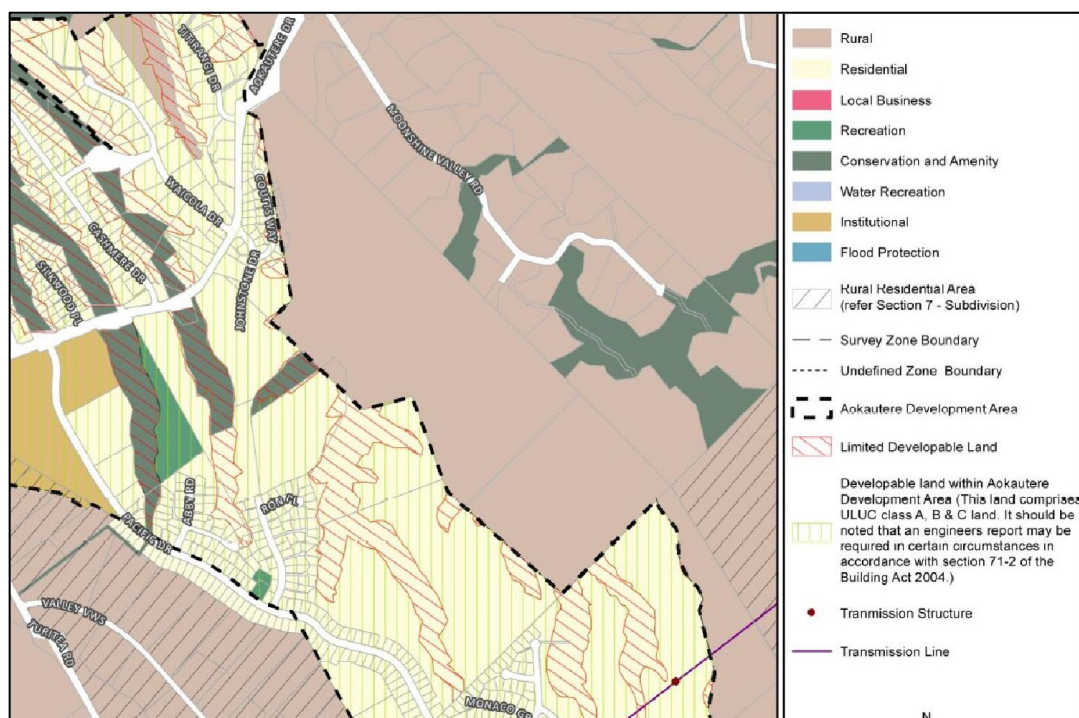 TITIRANGI DR
AOKAUTERE DR
MOONSHINE VALLEY RD
WAICOLA DR
COUTTS WAY
CASHMERE DR
SILKWOOD PL
JOHNSTONE DR
ABBY RD
RON PL
PACIFIC DR
VALLEY VWS
TURITEA RD
MONACO GR
Rural
Residential
Local Business
Recreation
Conservation and Amenity
Water Recreation
Institutional
Flood Protection
Rural Residential Area
(refer Section 7 - Subdivision)
Survey Zone Boundary
Undefined Zone Boundary
Aokautere Development Area
Limited Developable Land
Developable land within Aokautere
Development Area (This land comprises
ULUC class A, B & C land. It should be
noted that an engineers report may be
required in certain circumstances in
accordance with section 71-2 of the
Building Act 2004.)
Tranmission Structure
Transmission Line
N